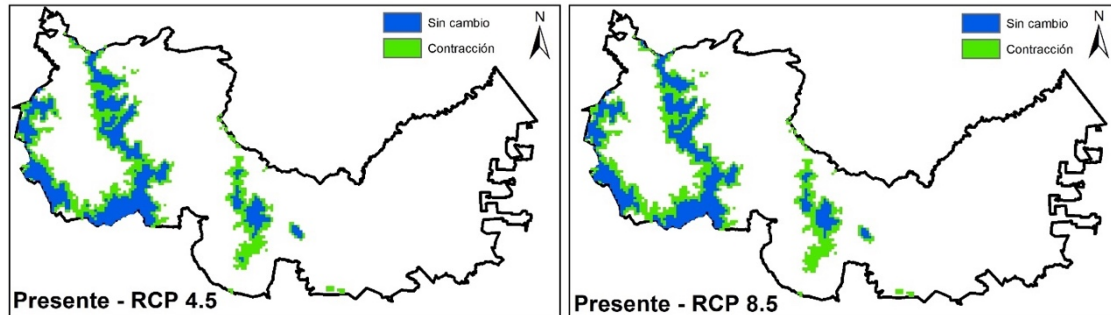 Sin cambio
Contracción
N
Presente - RCP 4.5
Sin cambio
Contracción
N
Presente - RCP 8.5